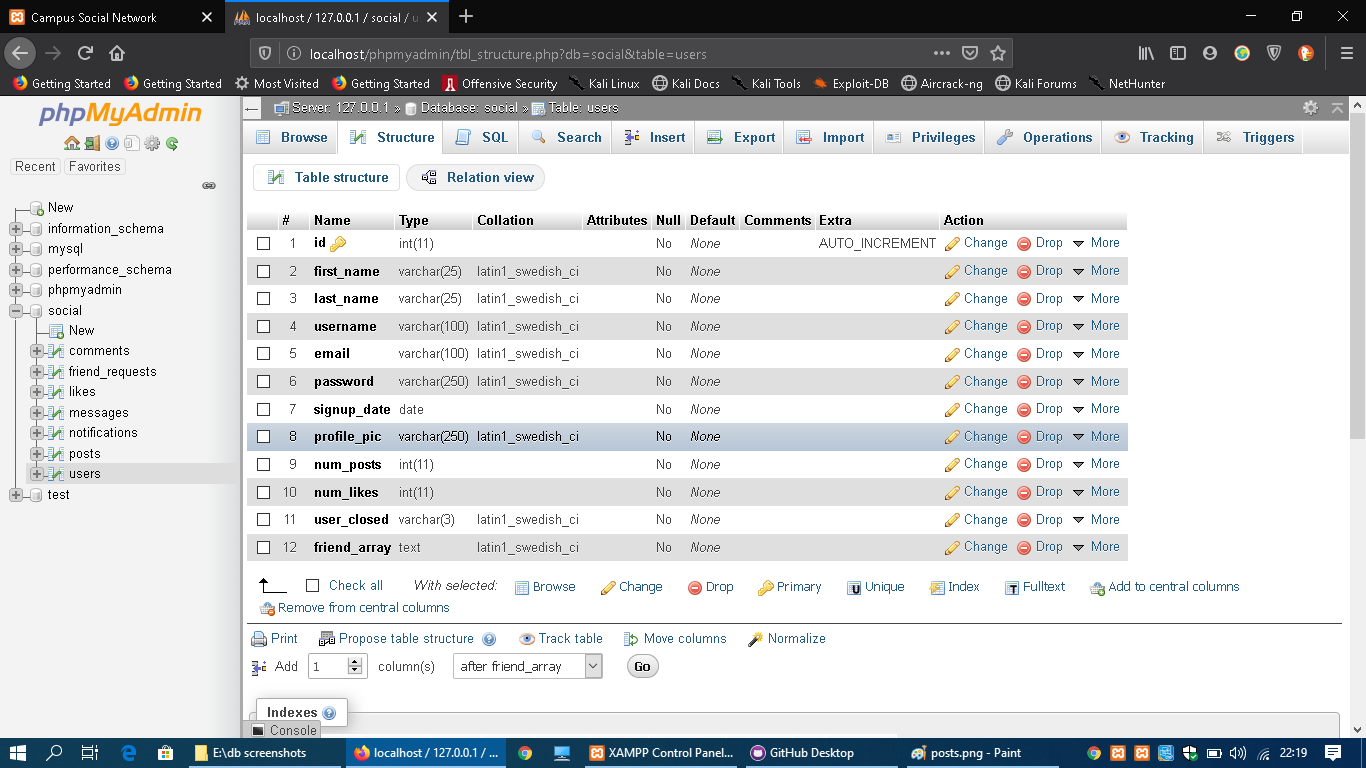 Campus Social Network
localhost / 127.0.0.1 / social / u
localhost/phpmyadmin/tbl_structure.php?db=social&table=users
Getting Started Getting Started Most Visited Getting Started Offensive Security Kali Linux Kali Docs Kali Tools Exploit-DB Aircrack-ng Kali Forums NetHunter
phpMyAdmin
Recent Favorites
New
information_schema
mysql
performance_schema
phpmyadmin
social
New
comments
friend_requests
likes
messages
notifications
posts
users
test
Server: 127.0.0.1 » Database: social » Table: users
Browse Structure SQL Search Insert Export Import Privileges Operations Tracking Triggers
Table structure Relation view
# Name Type Collation Attributes Null Default Comments Extra Action
1 id int(11) No None AUTO_INCREMENT Change Drop More
2 first_name varchar(25) latin1_swedish_ci No None Change Drop More
3 last_name varchar(25) latin1_swedish_ci No None Change Drop More
4 username varchar(100) latin1_swedish_ci No None Change Drop More
5 email varchar(100) latin1_swedish_ci No None Change Drop More
6 password varchar(250) latin1_swedish_ci No None Change Drop More
7 signup_date date No None Change Drop More
8 profile_pic varchar(250) latin1_swedish_ci No None Change Drop More
9 num_posts int(11) No None Change Drop More
10 num_likes int(11) No None Change Drop More
11 user_closed varchar(3) latin1_swedish_ci No None Change Drop More
12 friend_array text latin1_swedish_ci No None Change Drop More
Check all With selected: Browse Change Drop Primary Unique Index Fulltext Add to central columns
Remove from central columns
Print Propose table structure Track table Move columns Normalize
Add 1 column(s) after friend_array Go
Indexes
Console
E:\db screenshots localhost / 127.0.0.1 / ... XAMPP Control Panel... GitHub Desktop posts.png - Paint 22:19